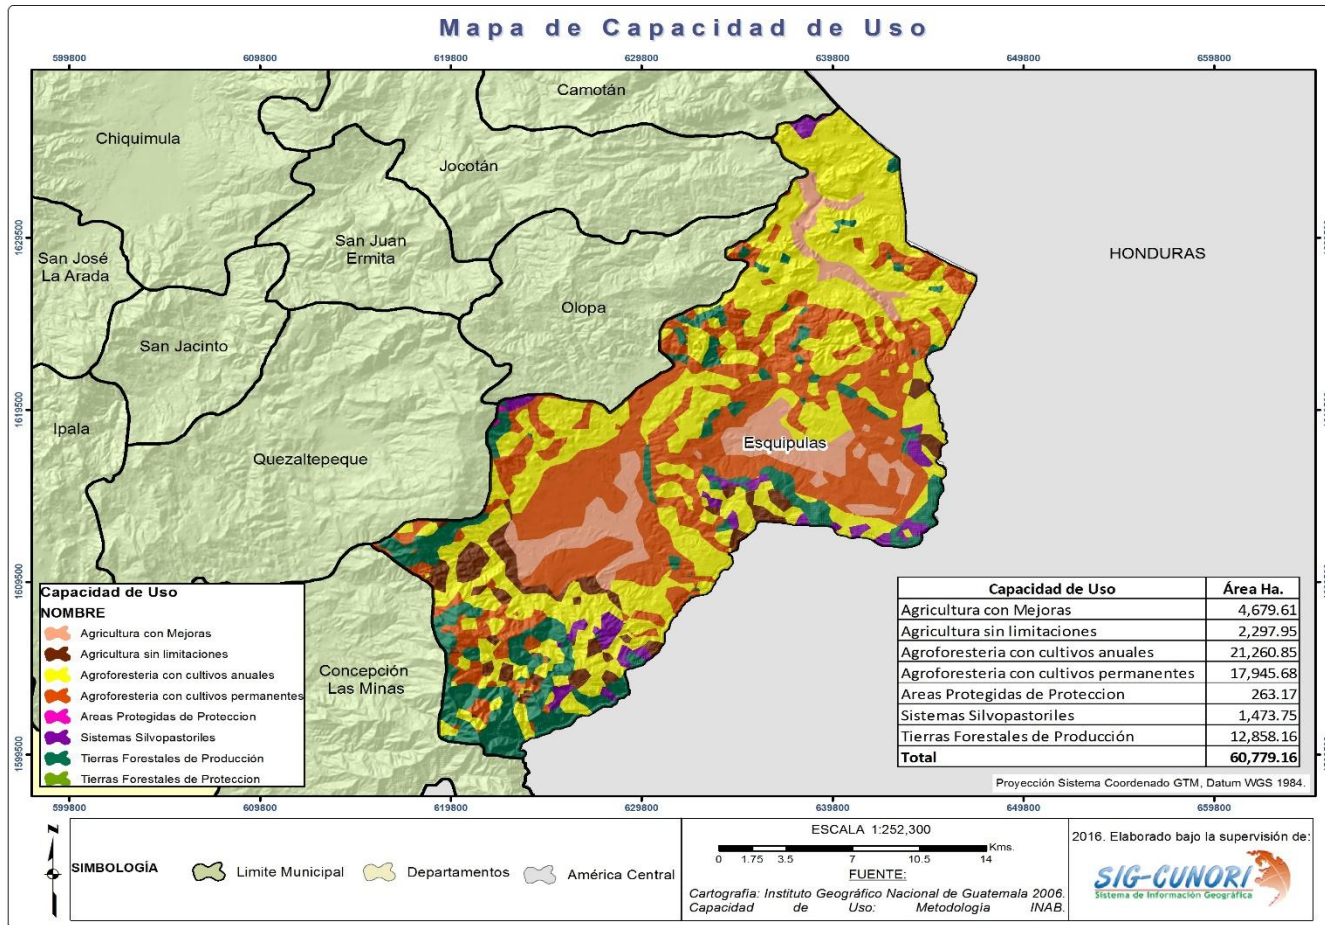 Mapa de Capacidad de Uso
599800 609800 619800 629800 639800 649800 659800
Camotán
Chiquimula
Jocotán
1629500
San Juan
Ermita
San José
La Arada
HONDURAS
Olopa
San Jacinto
1619500
Ipala
Esquipulas
Quezaltepeque
1609500
Capacidad de Uso
NOMBRE
Agricultura con Mejoras
Agricultura sin limitaciones
Agroforesteria con cultivos anuales
Agroforesteria con cultivos permanentes
Areas Protegidas de Proteccion
Sistemas Silvopastoriles
Tierras Forestales de Producción
Tierras Forestales de Proteccion
Concepción
Las Minas
1599500
Capacidad de Uso Área Ha.
Agricultura con Mejoras 4,679.61
Agricultura sin limitaciones 2,297.95
Agroforesteria con cultivos anuales 21,260.85
Agroforesteria con cultivos permanentes 17,945.68
Areas Protegidas de Proteccion 263.17
Sistemas Silvopastoriles 1,473.75
Tierras Forestales de Producción 12,858.16
Total 60,779.16
Proyección Sistema Coordenado GTM, Datum WGS 1984.
599800 609800 619800 629800 639800 649800 659800
N
SIMBOLOGÍA Limite Municipal Departamentos América Central
ESCALA 1:252,300
Kms.
0 1.75 3.5 7 10.5 14
FUENTE:
Cartografia: Instituto Geográfico Nacional de Guatemala 2006.
Capacidad de Uso: Metodología INAB.
2016. Elaborado bajo la supervisión de:
SIG-CUNORI
Sistema de Información Geográfica